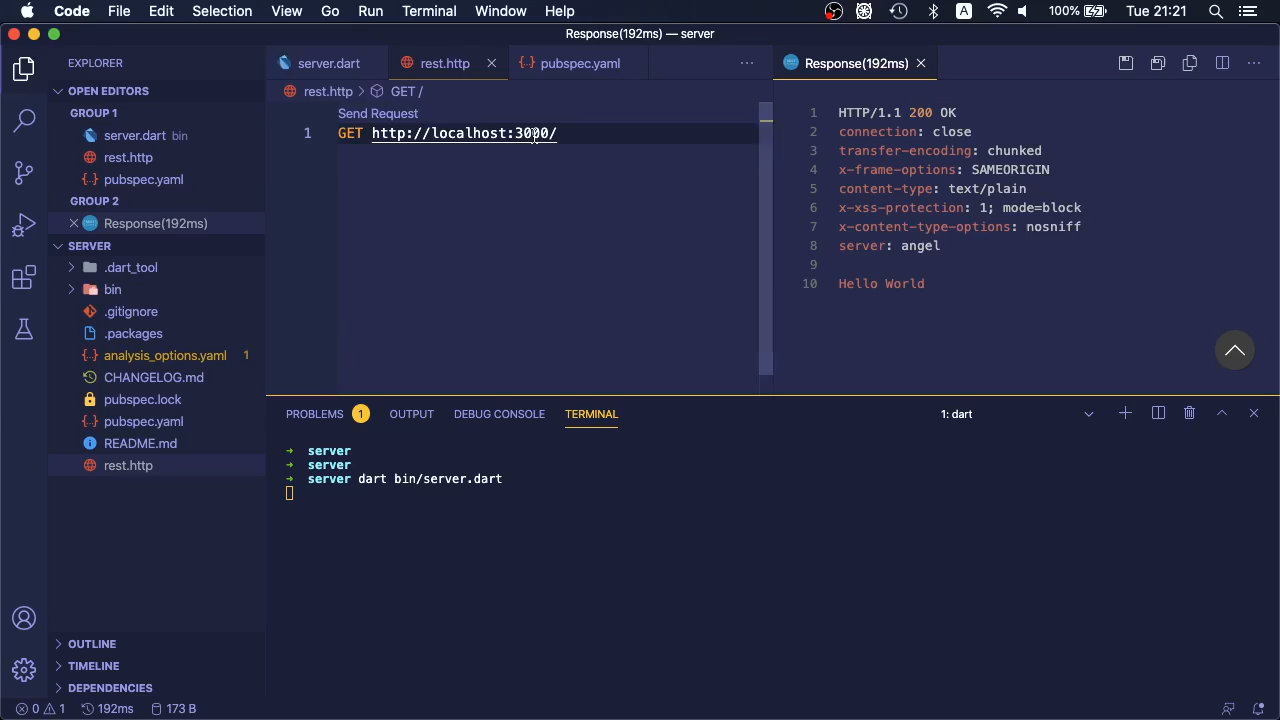 Code File Edit Selection View Go Run Terminal Window Help 100% Tue 21:21
Response(192ms) — server
EXPLORER
OPEN EDITORS
GROUP 1
server.dart bin
rest.http
pubspec.yaml
GROUP 2
Response(192ms)
SERVER
.dart_tool
bin
.gitignore
.packages
analysis_options.yaml 1
CHANGELOG.md
pubspec.lock
pubspec.yaml
README.md
rest.http
OUTLINE
TIMELINE
DEPENDENCIES
server.dart rest.http pubspec.yaml
rest.http GET /
Send Request
1 GET http://localhost:3000/
Response(192ms)
1 HTTP/1.1 200 OK
2 connection: close
3 transfer-encoding: chunked
4 x-frame-options: SAMEORIGIN
5 content-type: text/plain
6 x-xss-protection: 1; mode=block
7 x-content-type-options: nosniff
8 server: angel
9
10 Hello World
PROBLEMS 1 OUTPUT DEBUG CONSOLE TERMINAL 1: dart
→ server
→ server
→ server dart bin/server.dart
0 1 192ms 173 B